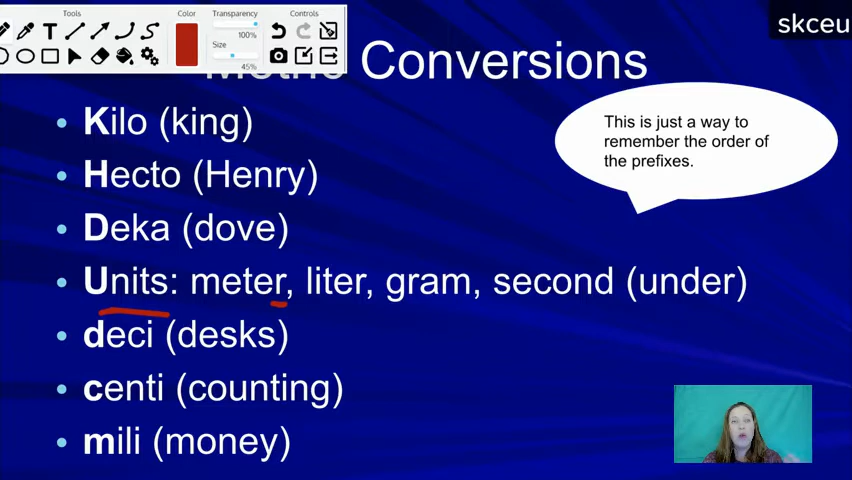 Tools
Color
Transparency
Controls
100%
Size
45%
skceu
Metric Conversions
This is just a way to
remember the order of
the prefixes.
• Kilo (king)
• Hecto (Henry)
• Deka (dove)
• Units: meter, liter, gram, second (under)
• deci (desks)
• centi (counting)
• mili (money)